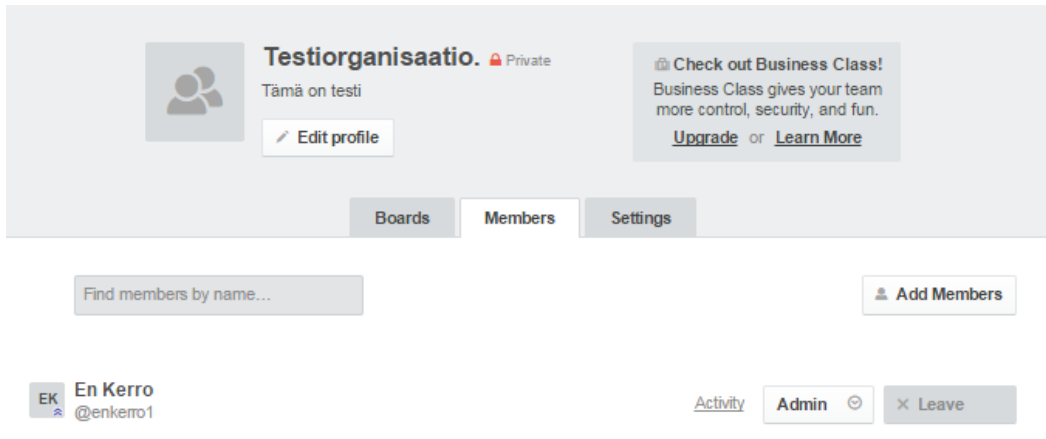 Testiorganisaatio. Private
Tämä on testi
Edit profile
Check out Business Class!
Business Class gives your team
more control, security, and fun.
Upgrade or Learn More
Boards Members Settings
Find members by name...
Add Members
EK
En Kerro
@enkerro1
Activity Admin × Leave